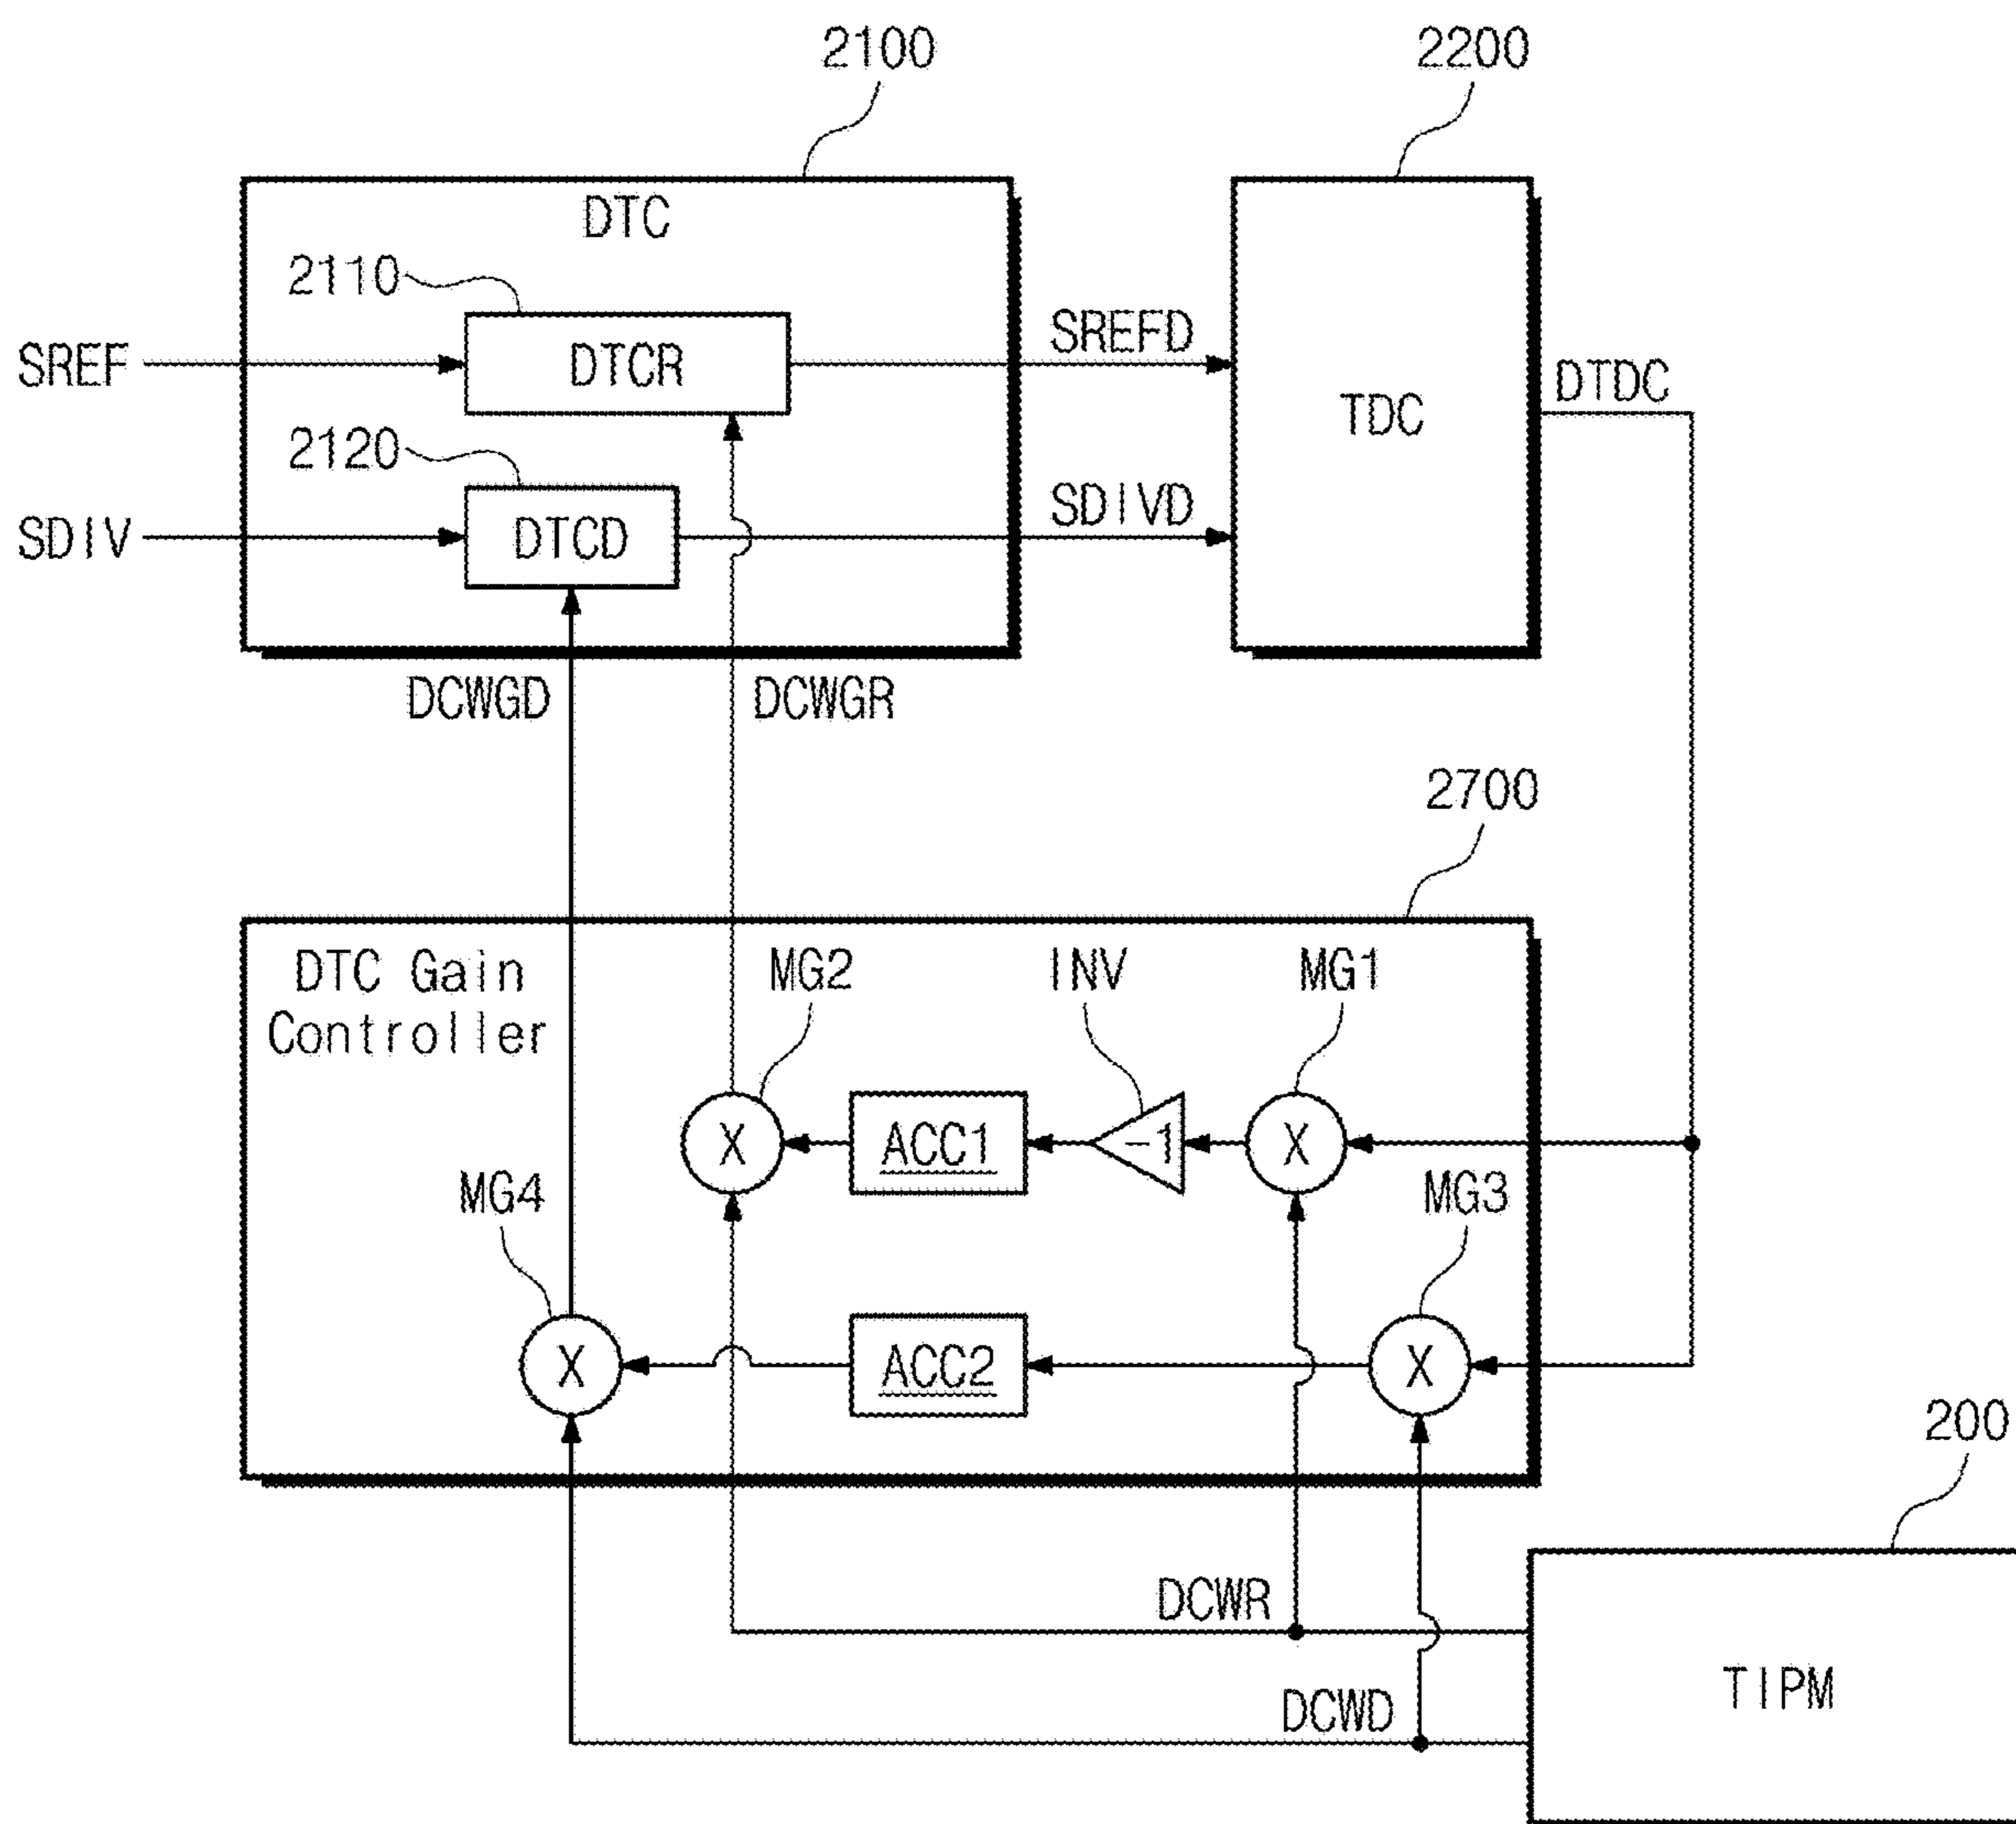 2100
2200
DTC
2110
SREF
DTCR
SREFD
DTDC
TDC
2120
SDIV
DTCD
SDIVD
DCWGD
DCWGR
2700
DTC Gain
Controller
MG2
INV
MG1
X
ACC1
-1
X
MG4
MG3
X
ACC2
X
200
DCWR
TIPM
DCWD